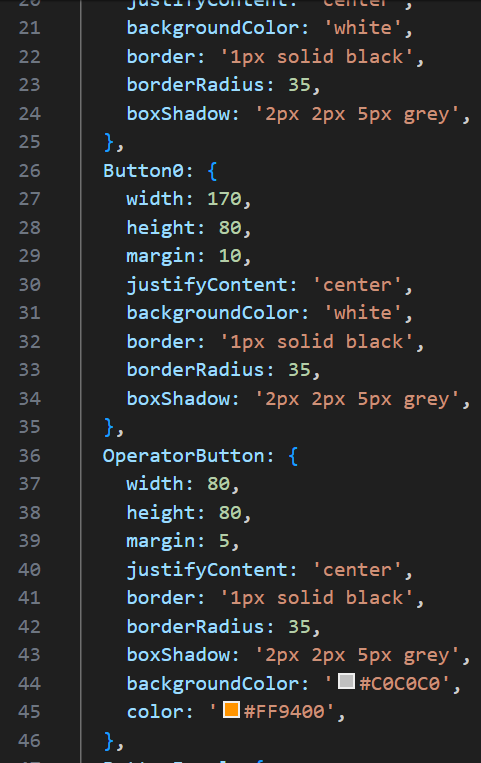 20 justifyContent: 'center',
21 backgroundColor: 'white',
22 border: '1px solid black',
23 borderRadius: 35,
24 boxShadow: '2px 2px 5px grey',
25 },
26 Button0: {
27 width: 170,
28 height: 80,
29 margin: 10,
30 justifyContent: 'center',
31 backgroundColor: 'white',
32 border: '1px solid black',
33 borderRadius: 35,
34 boxShadow: '2px 2px 5px grey',
35 },
36 OperatorButton: {
37 width: 80,
38 height: 80,
39 margin: 5,
40 justifyContent: 'center',
41 border: '1px solid black',
42 borderRadius: 35,
43 boxShadow: '2px 2px 5px grey',
44 backgroundColor: '#C0C0C0',
45 color: '#FF9400',
46 },